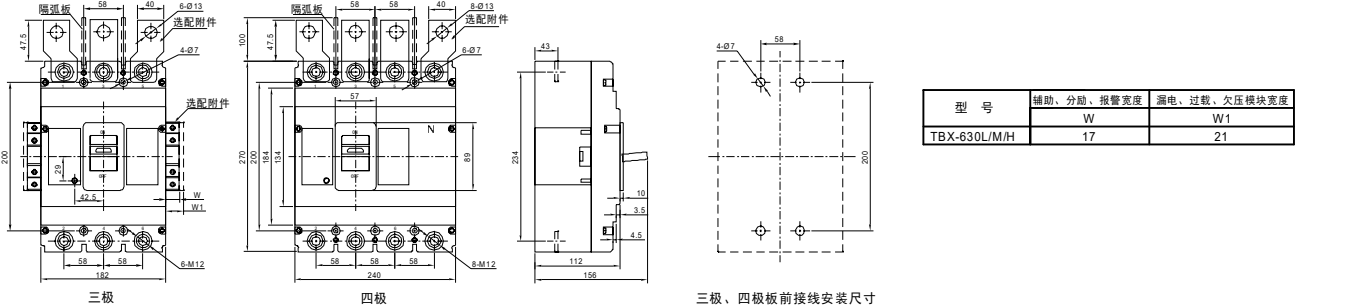 隔弧板
58
40
6-Ø13
选配附件
47.5
4-Ø7
选配附件
200
29
42.5
W
W1
58
58
6-M12
182
三极
隔弧板
58
58
40
8-Ø13
选配附件
100
47.5
6-Ø7
57
N
270
200
184
134
89
58
58
58
8-M12
240
四极
43
234
10
3.5
4.5
112
156
4-Ø7
58
200
三极、四极板前接线安装尺寸
型 号
辅助、分励、报警宽度
漏电、过载、欠压模块宽度
W
W1
TBX-630L/M/H
17
21